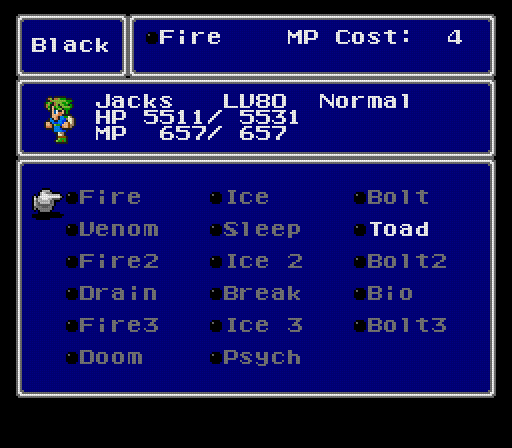 Black
Fire MP Cost: 4
Jacks LV80 Normal
HP 5511/ 5531
MP 657/ 657
Fire Ice Bolt
Venom Sleep Toad
Fire2 Ice 2 Bolt2
Drain Break Bio
Fire3 Ice 3 Bolt3
Doom Psych